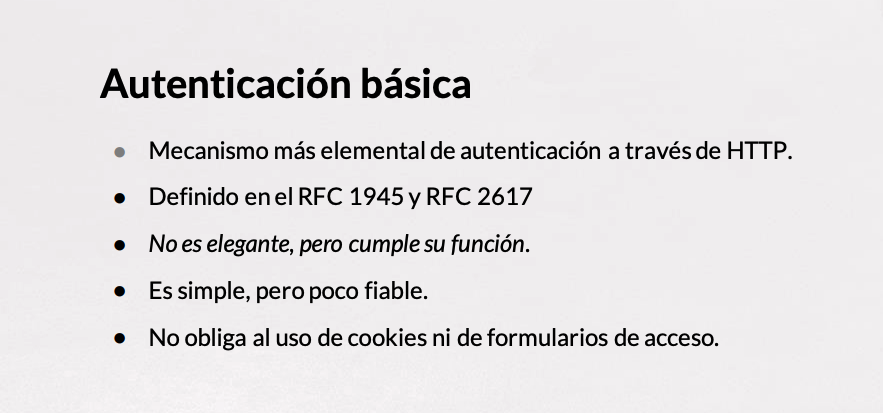 Autenticación básica
● Mecanismo más elemental de autenticación a través de HTTP.
● Definido en el RFC 1945 y RFC 2617
● No es elegante, pero cumple su función.
● Es simple, pero poco fiable.
● No obliga al uso de cookies ni de formularios de acceso.